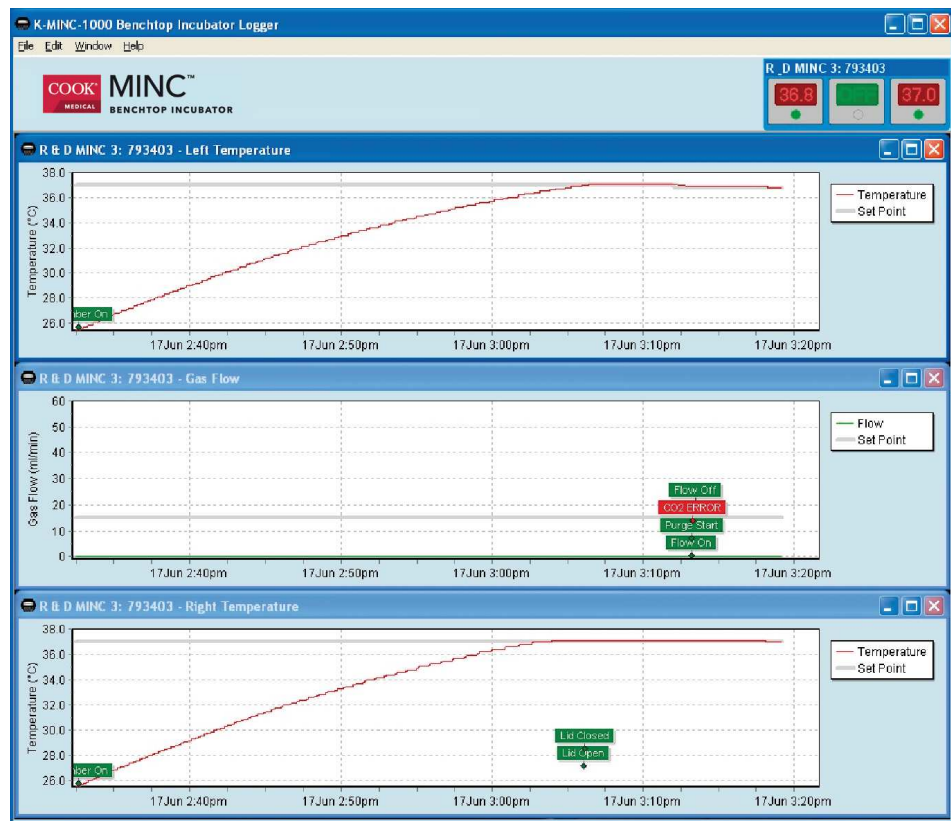 K-MINC-1000 Benchtop Incubator Logger
File Edit Window Help
COOK
MEDICAL
MINC™
BENCHTOP INCUBATOR
R_D MINC 3: 793403
36.8 OFF 37.0
R & D MINC 3: 793403 - Left Temperature
Temperature (°C)
38.0
36.0
34.0
32.0
30.0
28.0
26.0
ber On
17Jun 2:40pm 17Jun 2:50pm 17Jun 3:00pm 17Jun 3:10pm 17Jun 3:20pm
Temperature
Set Point
R & D MINC 3: 793403 - Gas Flow
Gas Flow (ml/min)
60
50
40
30
20
10
0
Flow Off
CO2 ERROR
Purge Start
Flow On
17Jun 2:40pm 17Jun 2:50pm 17Jun 3:00pm 17Jun 3:10pm 17Jun 3:20pm
Flow
Set Point
R & D MINC 3: 793403 - Right Temperature
Temperature (°C)
38.0
36.0
34.0
32.0
30.0
28.0
26.0
ber On
Lid Closed
Lid Open
17Jun 2:40pm 17Jun 2:50pm 17Jun 3:00pm 17Jun 3:10pm 17Jun 3:20pm
Temperature
Set Point